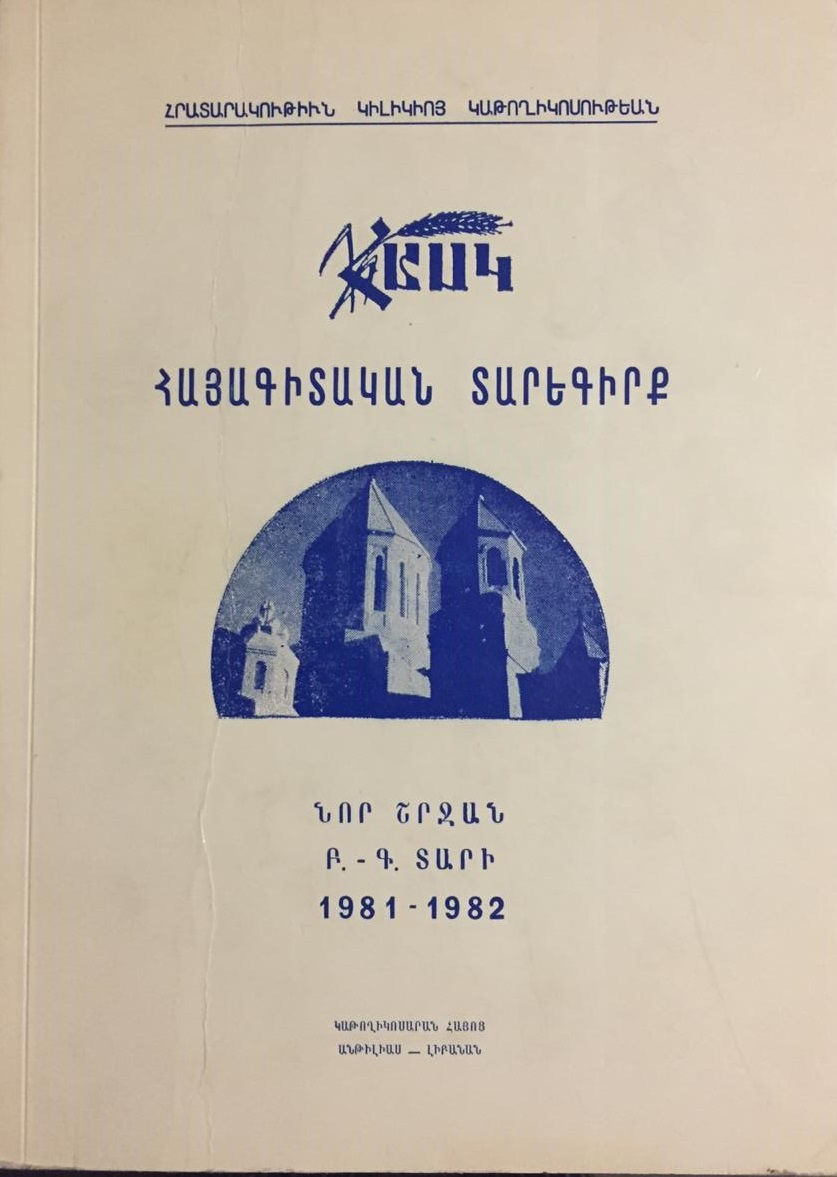 ՀՐԱՏԱՐԱԿՈՒԹԻՒՆ ԿԻԼԻԿԻՈՅ ԿԱԹՈՂԻԿՈՍՈՒԹԵԱՆ
ՀԱՍԿ
ՀԱՅԱԳԻՏԱԿԱՆ ՏԱՐԵԳԻՐՔ
ՆՈՐ ՇՐՋԱՆ
Բ. - Գ. ՏԱՐԻ
1981 - 1982
ԿԱԹՈՂԻԿՈՍԱՐԱՆ ՀԱՅՈՑ
ԱՆԹԻԼԻԱՍ — ԼԻԲԱՆԱՆ